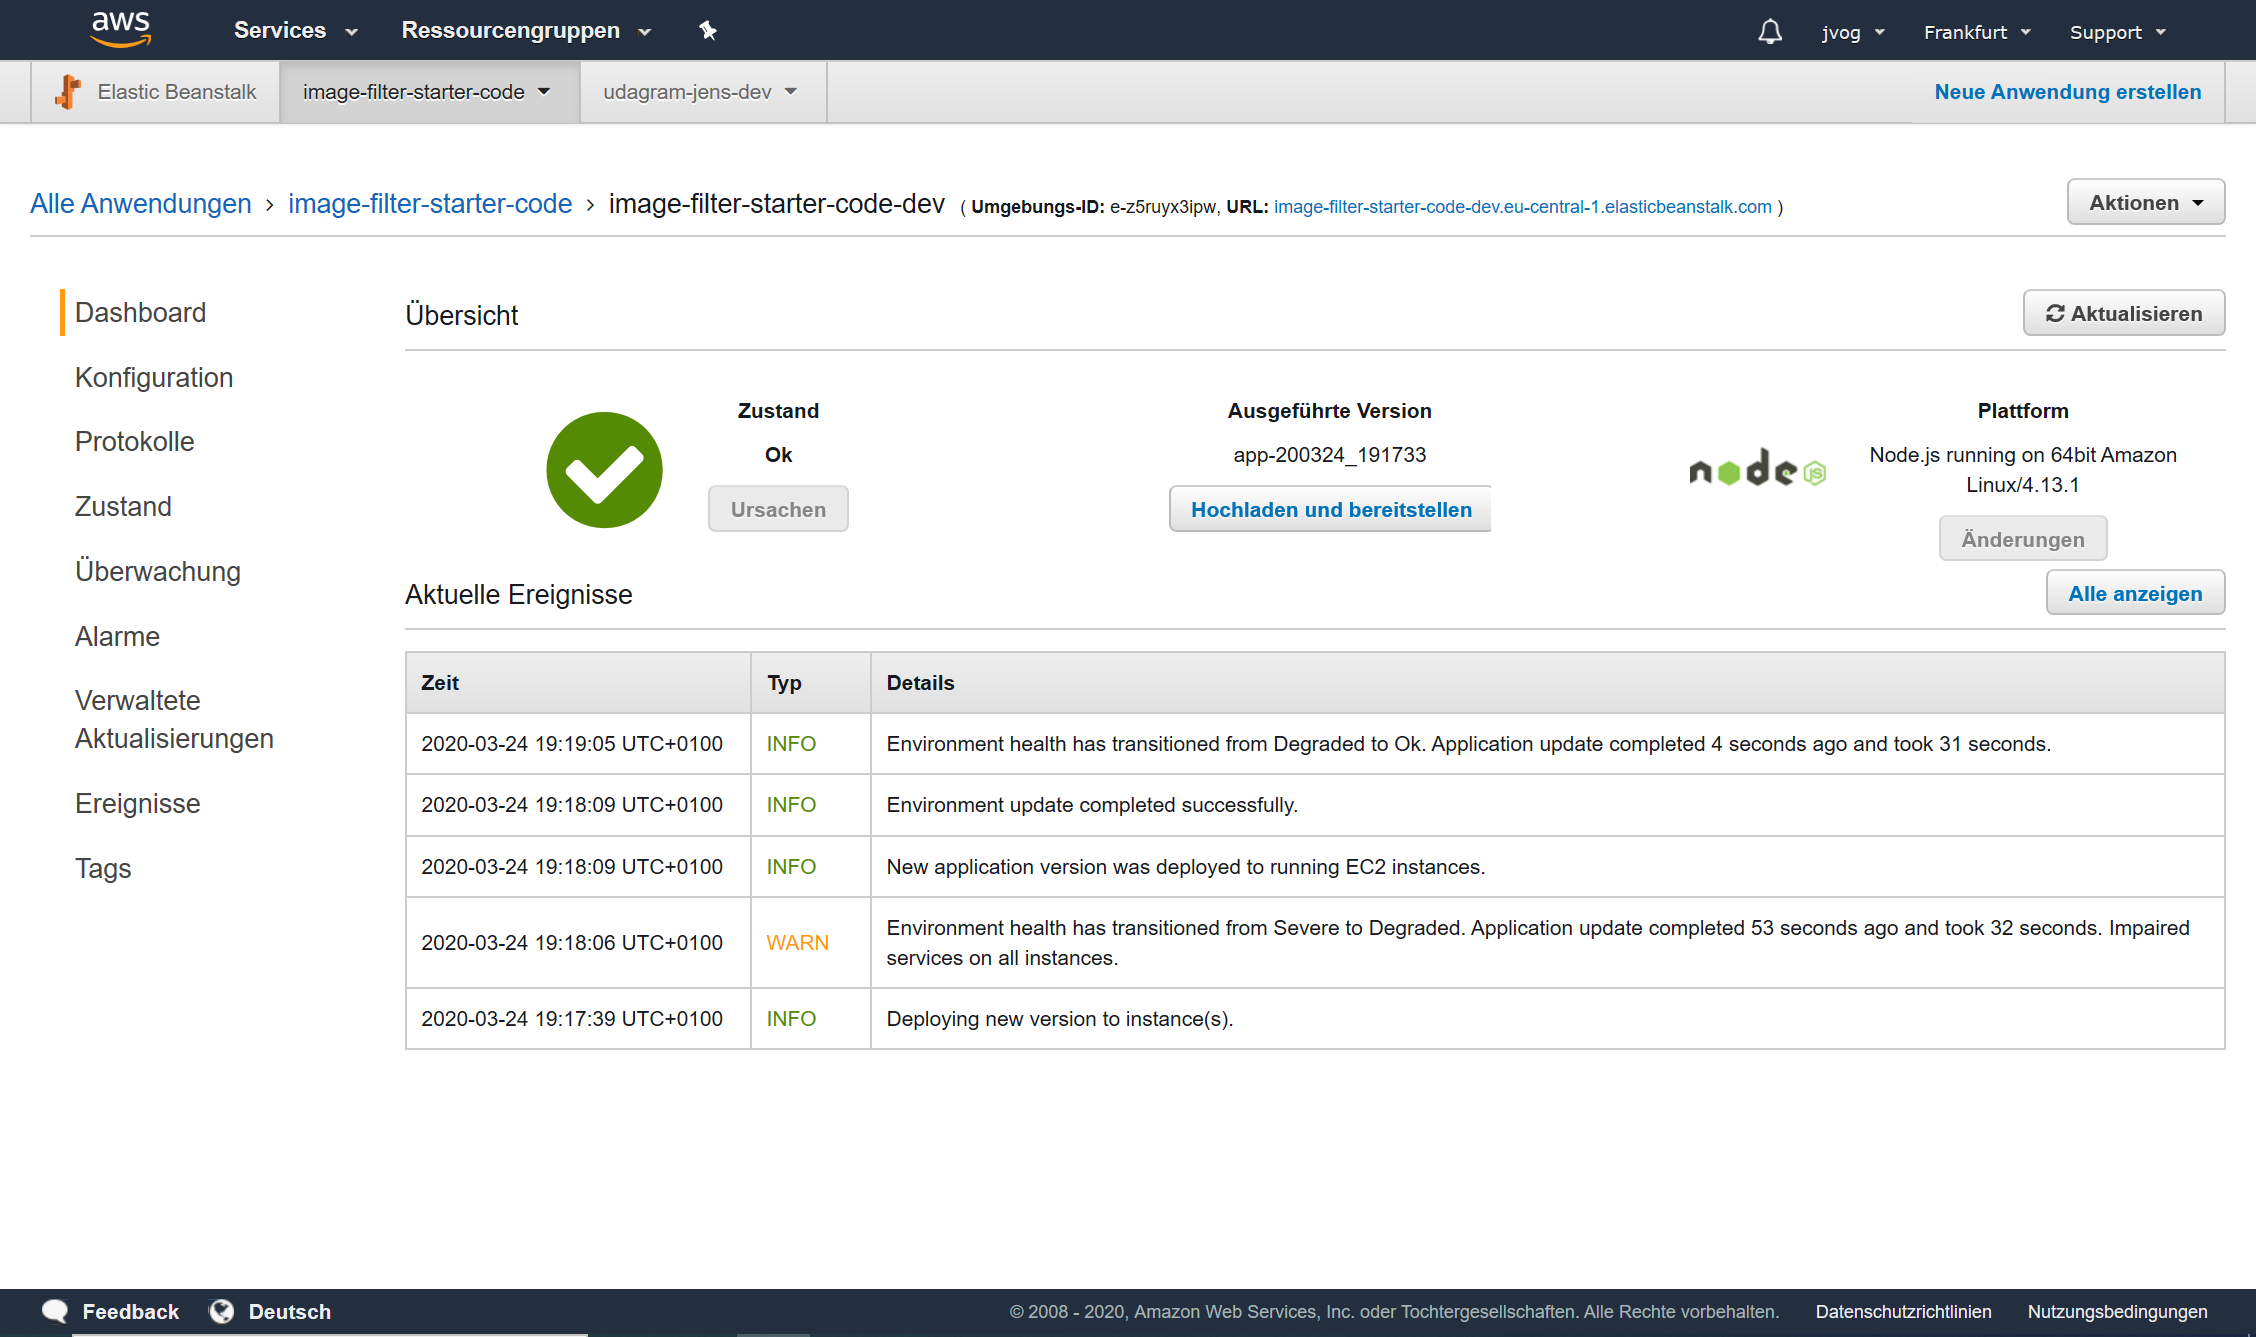 aws Services Ressourcengruppen jvog Frankfurt Support
Elastic Beanstalk image-filter-starter-code udagram-jens-dev Neue Anwendung erstellen
Alle Anwendungen › image-filter-starter-code › image-filter-starter-code-dev ( Umgebungs-ID: e-z5ruyx3ipw, URL: image-filter-starter-code-dev.eu-central-1.elasticbeanstalk.com ) Aktionen
Dashboard
Konfiguration
Protokolle
Zustand
Überwachung
Alarme
Verwaltete
Aktualisierungen
Ereignisse
Tags
Übersicht Aktualisieren
Zustand
Ok
Ursachen
Ausgeführte Version
app-200324_191733
Hochladen und bereitstellen
node JS
Plattform
Node.js running on 64bit Amazon
Linux/4.13.1
Änderungen
Aktuelle Ereignisse Alle anzeigen
Zeit Typ Details
2020-03-24 19:19:05 UTC+0100 INFO Environment health has transitioned from Degraded to Ok. Application update completed 4 seconds ago and took 31 seconds.
2020-03-24 19:18:09 UTC+0100 INFO Environment update completed successfully.
2020-03-24 19:18:09 UTC+0100 INFO New application version was deployed to running EC2 instances.
2020-03-24 19:18:06 UTC+0100 WARN Environment health has transitioned from Severe to Degraded. Application update completed 53 seconds ago and took 32 seconds. Impaired
services on all instances.
2020-03-24 19:17:39 UTC+0100 INFO Deploying new version to instance(s).
Feedback Deutsch © 2008 - 2020, Amazon Web Services, Inc. oder Tochtergesellschaften. Alle Rechte vorbehalten. Datenschutzrichtlinien Nutzungsbedingungen